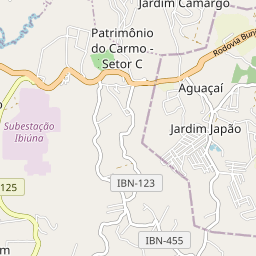 Jardim Camargo
Patrimônio
do Carmo -
Setor C
Rodovia Bun
Aguaçaí
Subestação
Ibiúna
Jardim Japão
125
IBN-123
IBN-455